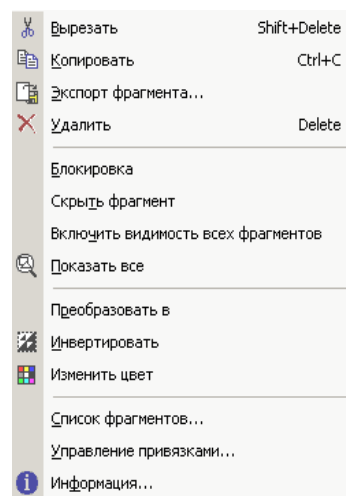 Вырезать Shift+Delete
Копировать Ctrl+C
Экспорт фрагмента...
Удалить Delete
Блокировка
Скрыть фрагмент
Включить видимость всех фрагментов
Показать все
Преобразовать в
Инвертировать
Изменить цвет
Список фрагментов...
Управление привязками...
Информация...